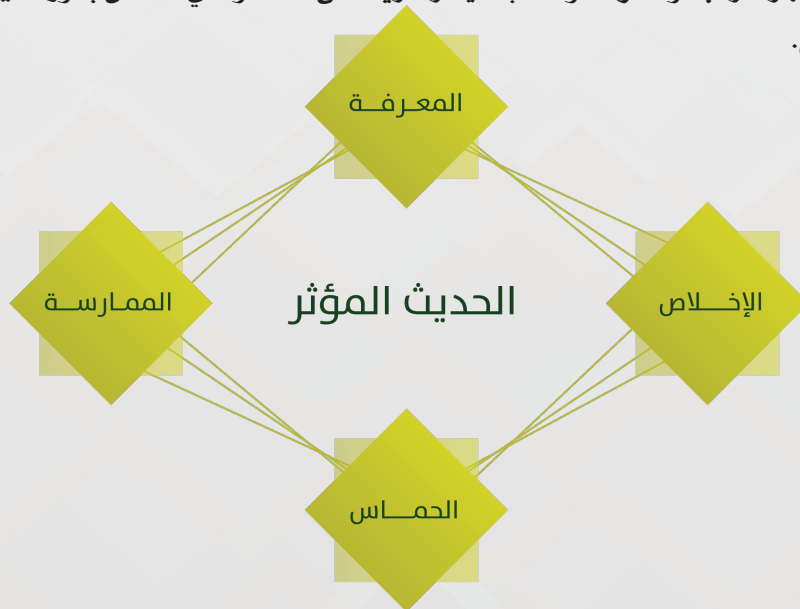 المعرفة
الإخلاص
الحديث المؤثر
الممارسة
الحماس